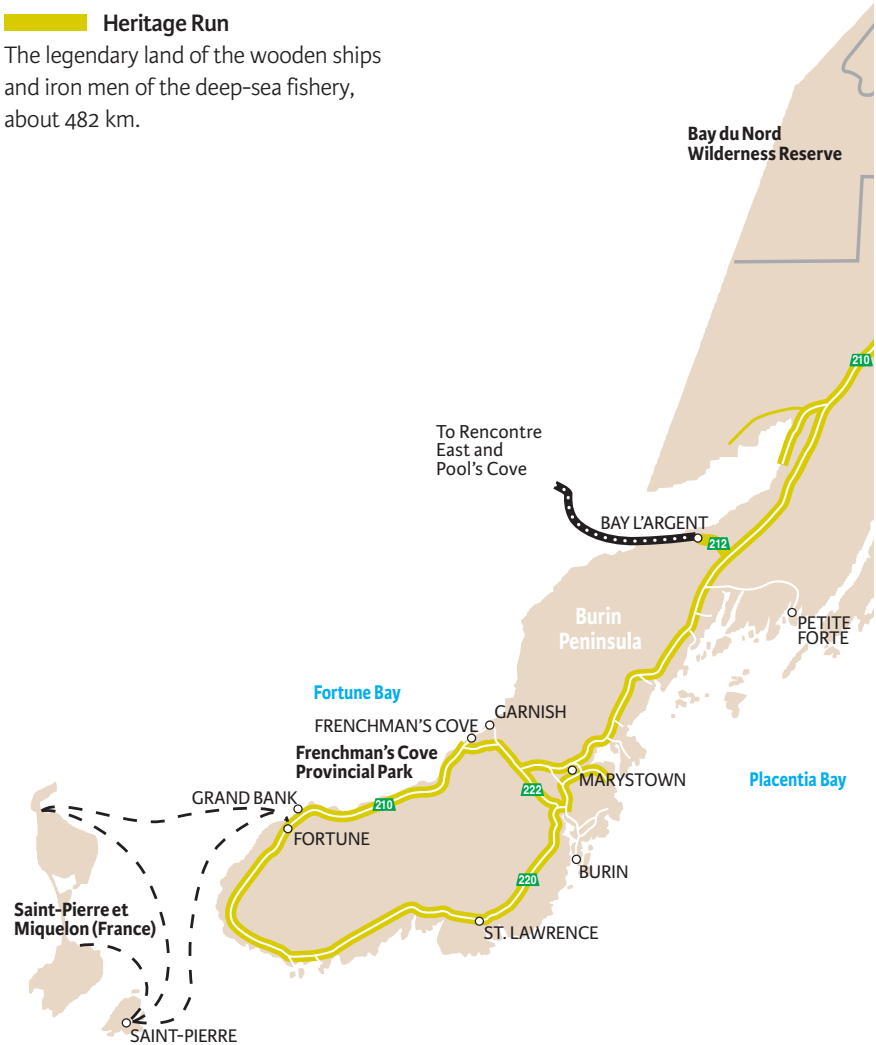 Heritage Run
The legendary land of the wooden ships
and iron men of the deep-sea fishery,
about 482 km.
Bay du Nord
Wilderness Reserve
210
To Rencontre
East and
Pool's Cove
BAY L'ARGENT
212
Burin
Peninsula
PETITE
FORTE
Fortune Bay
GARNISH
FRENCHMAN'S COVE
Frenchman's Cove
Provincial Park
MARYSTOWN
Placentia Bay
222
GRAND BANK
210
FORTUNE
BURIN
220
Saint-Pierre et
Miquelon (France)
ST. LAWRENCE
SAINT-PIERRE